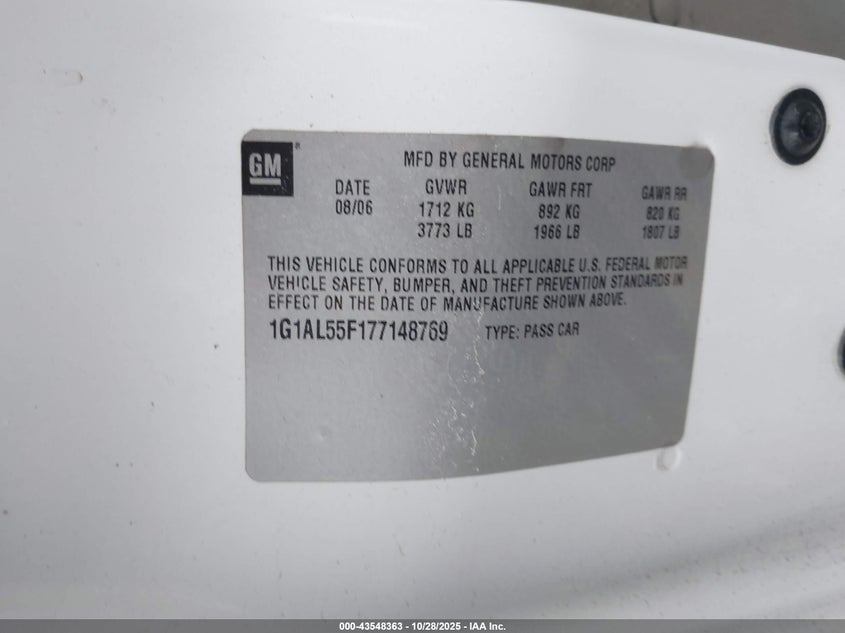 GM®
MFD BY GENERAL MOTORS CORP
DATE GVWR GAWR FRT GAWR RR
08/06 1712 KG 892 KG 820 KG
3773 LB 1966 LB 1807 LB
THIS VEHICLE CONFORMS TO ALL APPLICABLE U.S. FEDERAL MOTOR
VEHICLE SAFETY, BUMPER, AND THEFT PREVENTION STANDARDS IN
EFFECT ON THE DATE OF MANUFACTURE SHOWN ABOVE.
1G1AL55F177148769 TYPE: PASS CAR
000-43548363 | 10/28/2025 - IAA Inc.